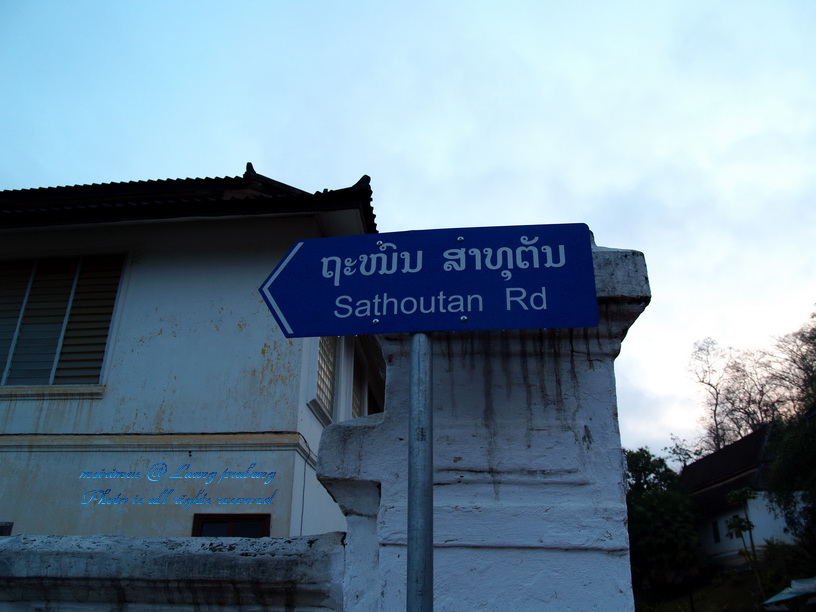 ຖະໜົນ ສາທຸຕັນ
Sathoutan Rd
@ Luang prabang
Photo is all rights reserved